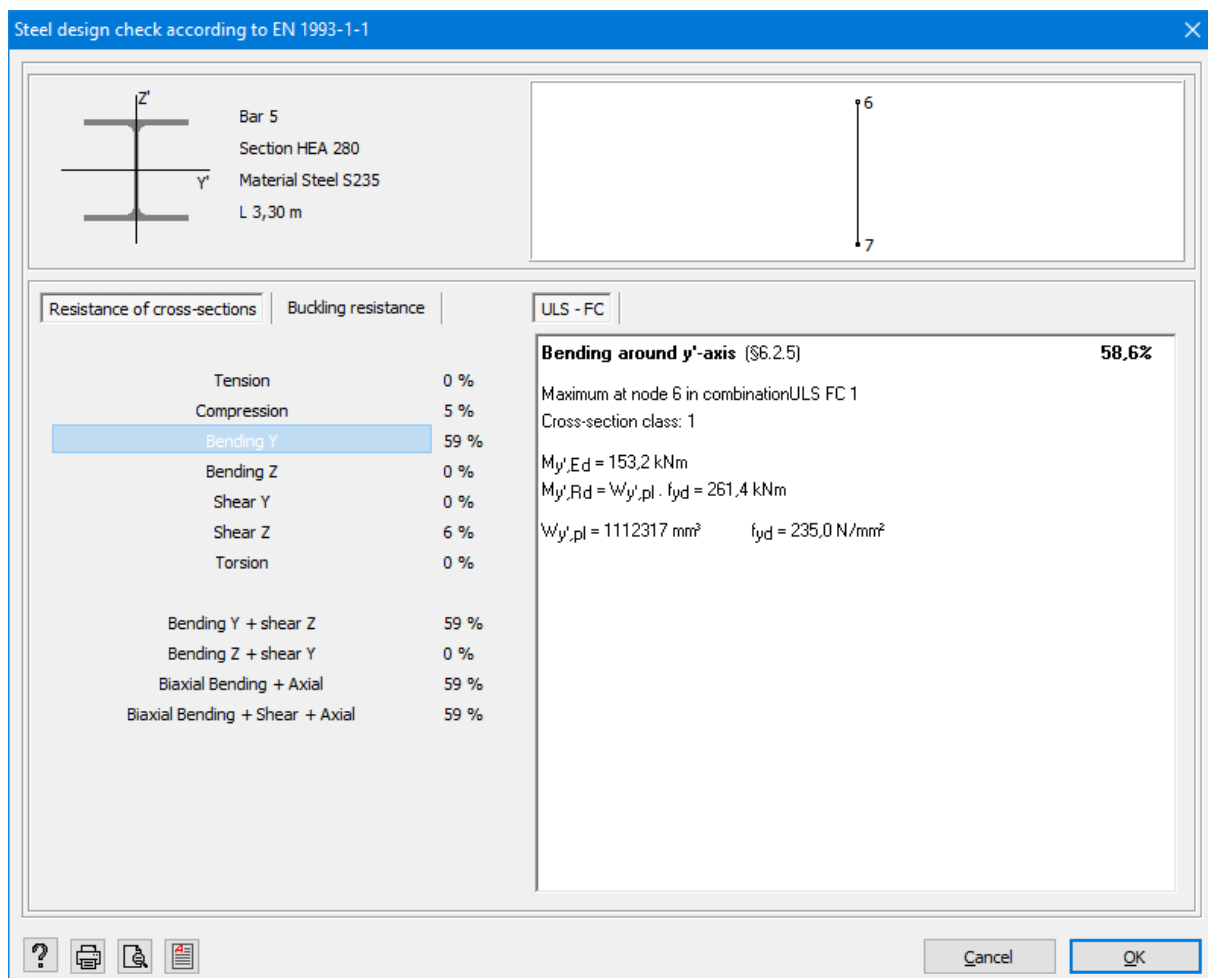 Steel design check according to EN 1993-1-1
Z'
Y'
Bar 5
Section HEA 280
Material Steel S235
L 3,30 m
6
7
Resistance of cross-sections Buckling resistance
Tension 0 %
Compression 5 %
Bending Y 59 %
Bending Z 0 %
Shear Y 0 %
Shear Z 6 %
Torsion 0 %
Bending Y + shear Z 59 %
Bending Z + shear Y 0 %
Biaxial Bending + Axial 59 %
Biaxial Bending + Shear + Axial 59 %
ULS - FC
Bending around y'-axis (§6.2.5) 58,6%
Maximum at node 6 in combinationULS FC 1
Cross-section class: 1
My',Ed = 153,2 kNm
My',Rd = Wy',pl . fyd = 261,4 kNm
Wy',pl = 1112317 mm³ fyd = 235,0 N/mm²
?
Cancel OK